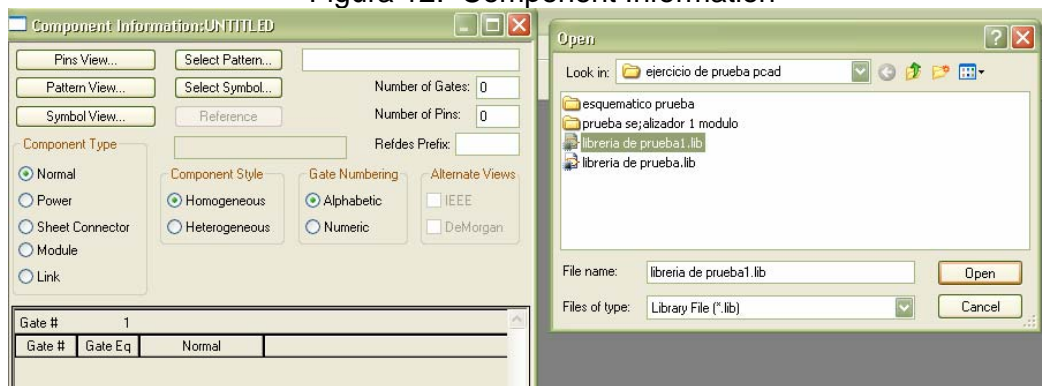 Figura 12. Component Information
Component Information:UNTITLED
Pins View... Select Pattern...
Pattern View... Select Symbol... Number of Gates: 0
Symbol View... Reference Number of Pins: 0
Component Type Refdes Prefix:
Normal Component Style Gate Numbering Alternate Views
Power Homogeneous Alphabetic IEEE
Sheet Connector Heterogeneous Numeric DeMorgan
Module
Link
Gate # 1
Gate # Gate Eq Normal
Open
Look in: ejercicio de prueba pcad
esquematico prueba
prueba se;alizador 1 modulo
libreria de prueba1.lib
libreria de prueba.lib
File name: libreria de prueba1.lib Open
Files of type: Library File (*.lib) Cancel